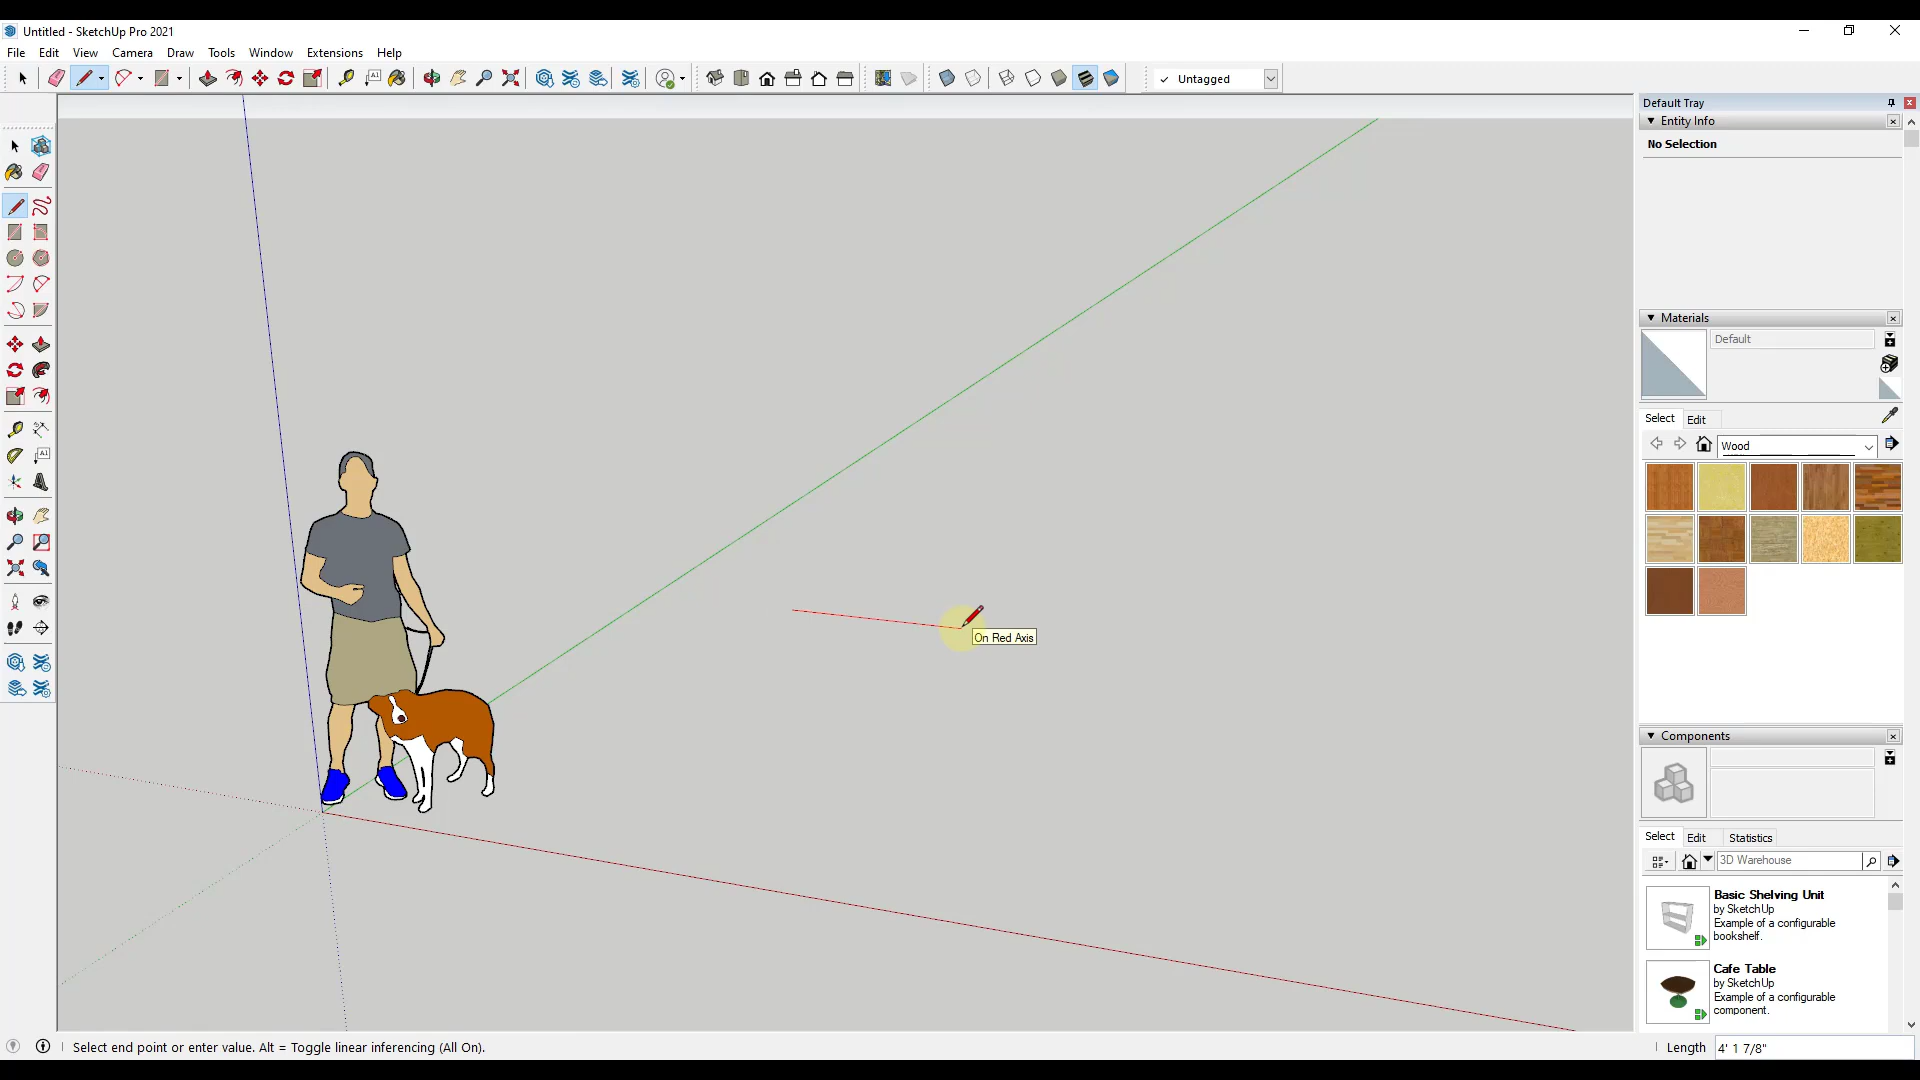 Untitled - SketchUp Pro 2021
File Edit View Camera Draw Tools Window Extensions Help
Untagged
Default Tray
Entity Info
No Selection
Materials
Default
Select Edit
Wood
On Red Axis
Components
Select Edit Statistics
3D Warehouse
Basic Shelving Unit
by SketchUp
Example of a configurable
bookshelf.
Cafe Table
by SketchUp
Example of a configurable
component.
Select end point or enter value. Alt = Toggle linear inferencing (All On).
Length 4' 1 7/8"